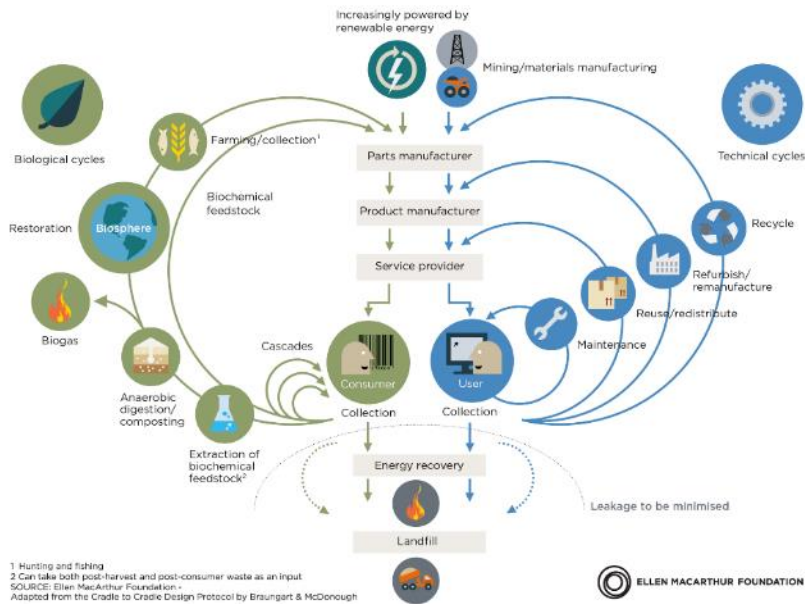 Increasingly powered by
renewable energy
Mining/materials manufacturing
Biological cycles
Technical cycles
Farming/collection¹
Parts manufacturer
Biochemical
feedstock
Product manufacturer
Restoration
Biosphere
Recycle
Service provider
Refurbish/
remanufacture
Reuse/redistribute
Biogas
Cascades
Maintenance
Consumer
User
Anaerobic
digestion/
composting
Collection
Collection
Extraction of
biochemical
feedstock²
Energy recovery
Leakage to be minimised
Landfill
1 Hunting and fishing
2 Can take both post-harvest and post-consumer waste as an input
SOURCE: Ellen MacArthur Foundation -
Adapted from the Cradle to Cradle Design Protocol by Braungart & McDonough
ELLEN MACARTHUR FOUNDATION